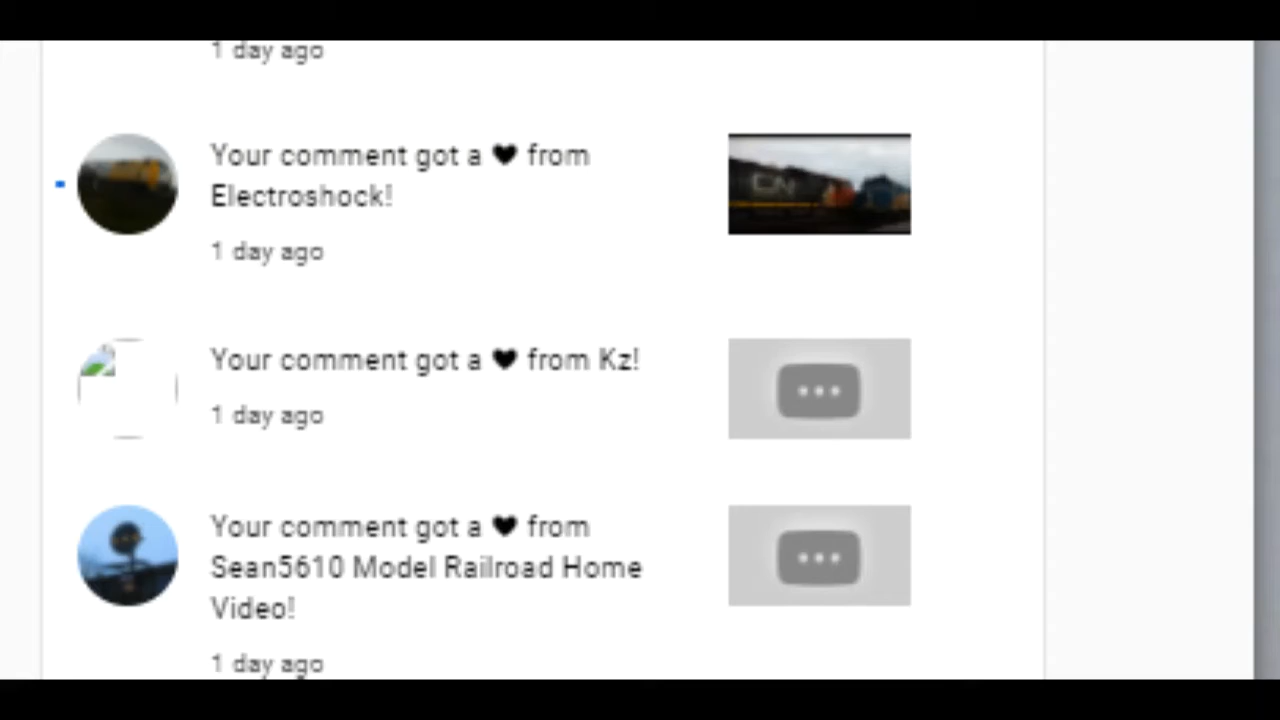 1 day ago
Your comment got a ♥ from
Electroshock!
CN
1 day ago
Your comment got a ♥ from Kz!
1 day ago
Your comment got a ♥ from
Sean5610 Model Railroad Home
Video!
1 day ago